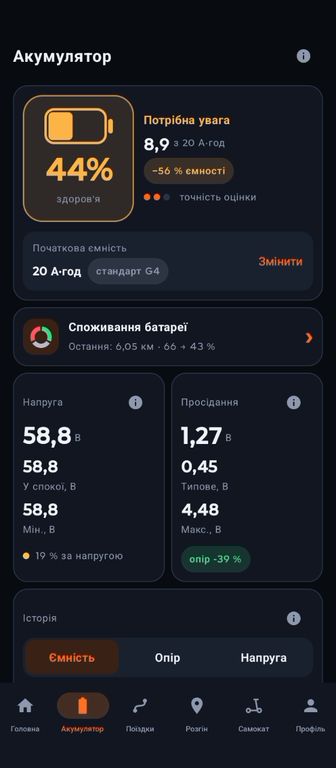 Акумулятор
44%
здоров'я
Потрібна увага
8,9 з 20 А·год
−56 % ємності
точність оцінки
Початкова ємність
20 А·год стандарт G4
Змінити
Споживання батареї
Остання: 6,05 км · 66 → 43 %
Напруга
58,8 В
58,8
У спокої, В
58,8
Мін., В
19 % за напругою
Просідання
1,27 В
0,45
Типове, В
4,48
Макс., В
опір -39 %
Історія
Ємність Опір Напруга
Головна Акумулятор Поїздки Розгін Самокат Профіль